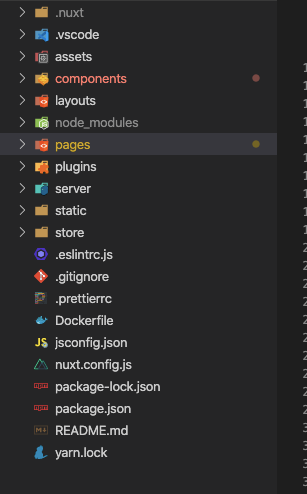 .nuxt
.vscode
assets
components
layouts
node_modules
pages
plugins
server
static
store
.eslintrc.js
.gitignore
.prettierrc
Dockerfile
jsconfig.json
nuxt.config.js
package-lock.json
package.json
README.md
yarn.lock